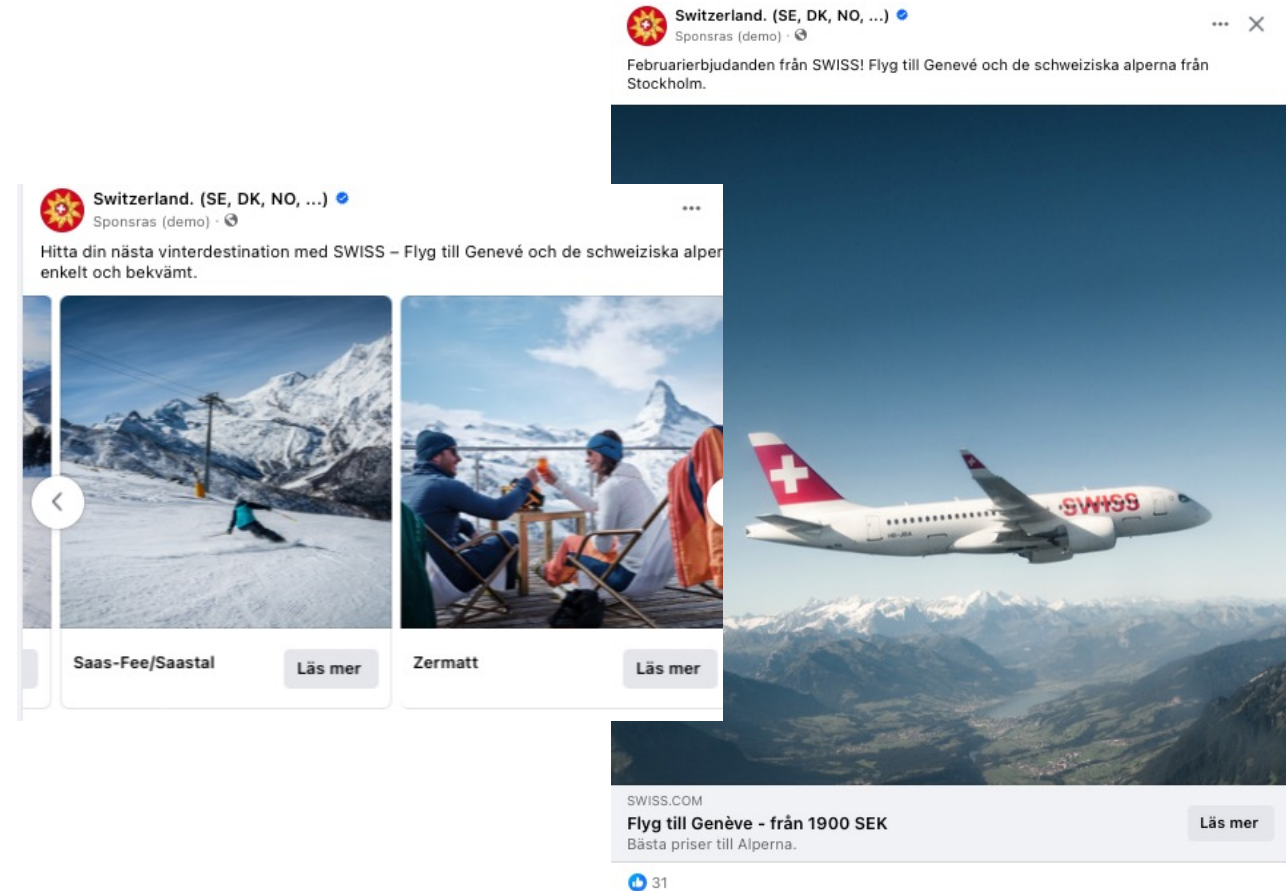 Switzerland. (SE, DK, NO, ...)
Sponsras (demo) ·
Februarierbjudanden från SWISS! Flyg till Genevé och de schweiziska alperna från
Stockholm.
Switzerland. (SE, DK, NO, ...)
Sponsras (demo) ·
Hitta din nästa vinterdestination med SWISS – Flyg till Genevé och de schweiziska alper
enkelt och bekvämt.
Saas-Fee/Saastal
Läs mer
Zermatt
Läs mer
SWISS
HB-JBA
SWISS.COM
Flyg till Genève - från 1900 SEK
Bästa priser till Alperna.
Läs mer
31